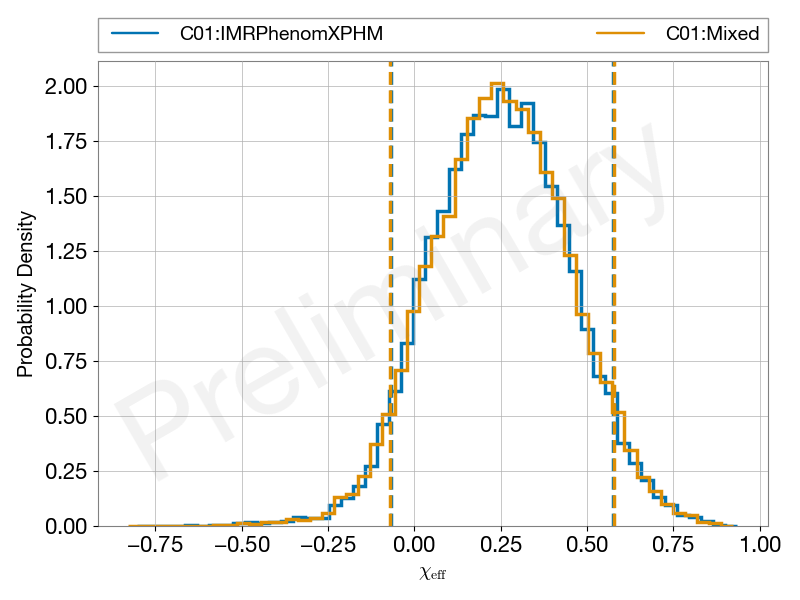 C01:IMRPhenomXPHM C01:Mixed
2.00
1.75
1.50
1.25
1.00
0.75
0.50
0.25
0.00
Probability Density
Preliminary
−0.75 −0.50 −0.25 0.00 0.25 0.50 0.75 1.00
χeff